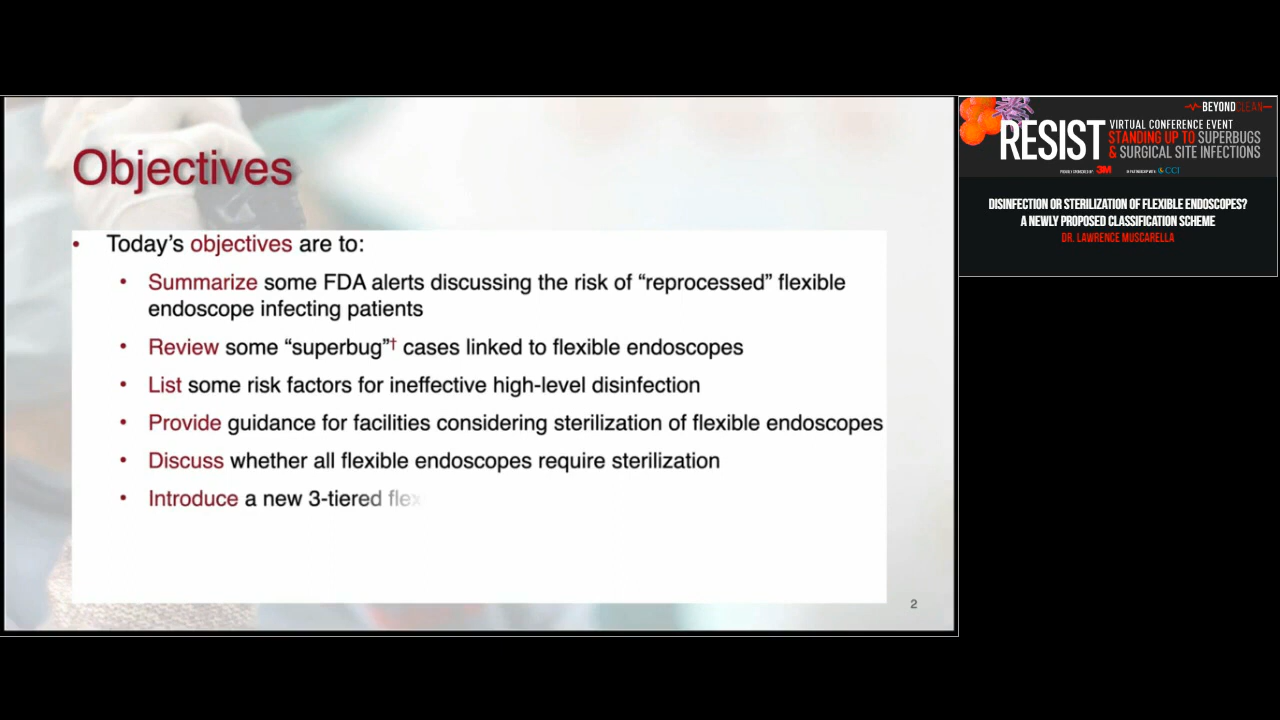 Objectives
• Today’s objectives are to:
• Summarize some FDA alerts discussing the risk of “reprocessed” flexible
endoscope infecting patients
• Review some “superbug”† cases linked to flexible endoscopes
• List some risk factors for ineffective high-level disinfection
• Provide guidance for facilities considering sterilization of flexible endoscopes
• Discuss whether all flexible endoscopes require sterilization
• Introduce a new 3-tiered flex
2
BEYONDCLEAN
RESIST
VIRTUAL CONFERENCE EVENT
STANDING UP TO SUPERBUGS
& SURGICAL SITE INFECTIONS
3M
CCI
DISINFECTION OR STERILIZATION OF FLEXIBLE ENDOSCOPES?
A NEWLY PROPOSED CLASSIFICATION SCHEME
DR. LAWRENCE MUSCARELLA